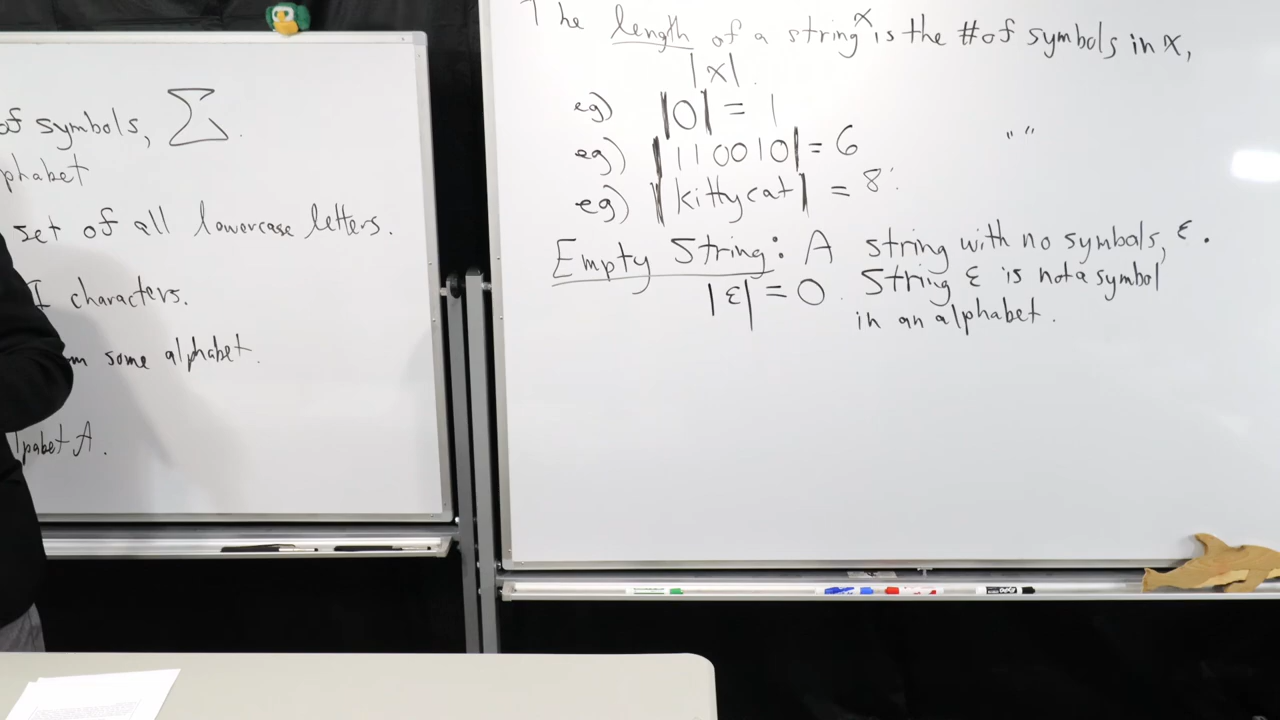 of symbols, Σ.
phabet
set of all lowercase letters.
I characters.
m some alphabet.
lpabet A.
The length of a string x is the # of symbols in x,
|x|.
eg) |0| = 1
eg) |110010| = 6
" "
eg) |kittycat| = 8
Empty String: A string with no symbols, ε.
|ε| = 0. String ε is not a symbol
in an alphabet.